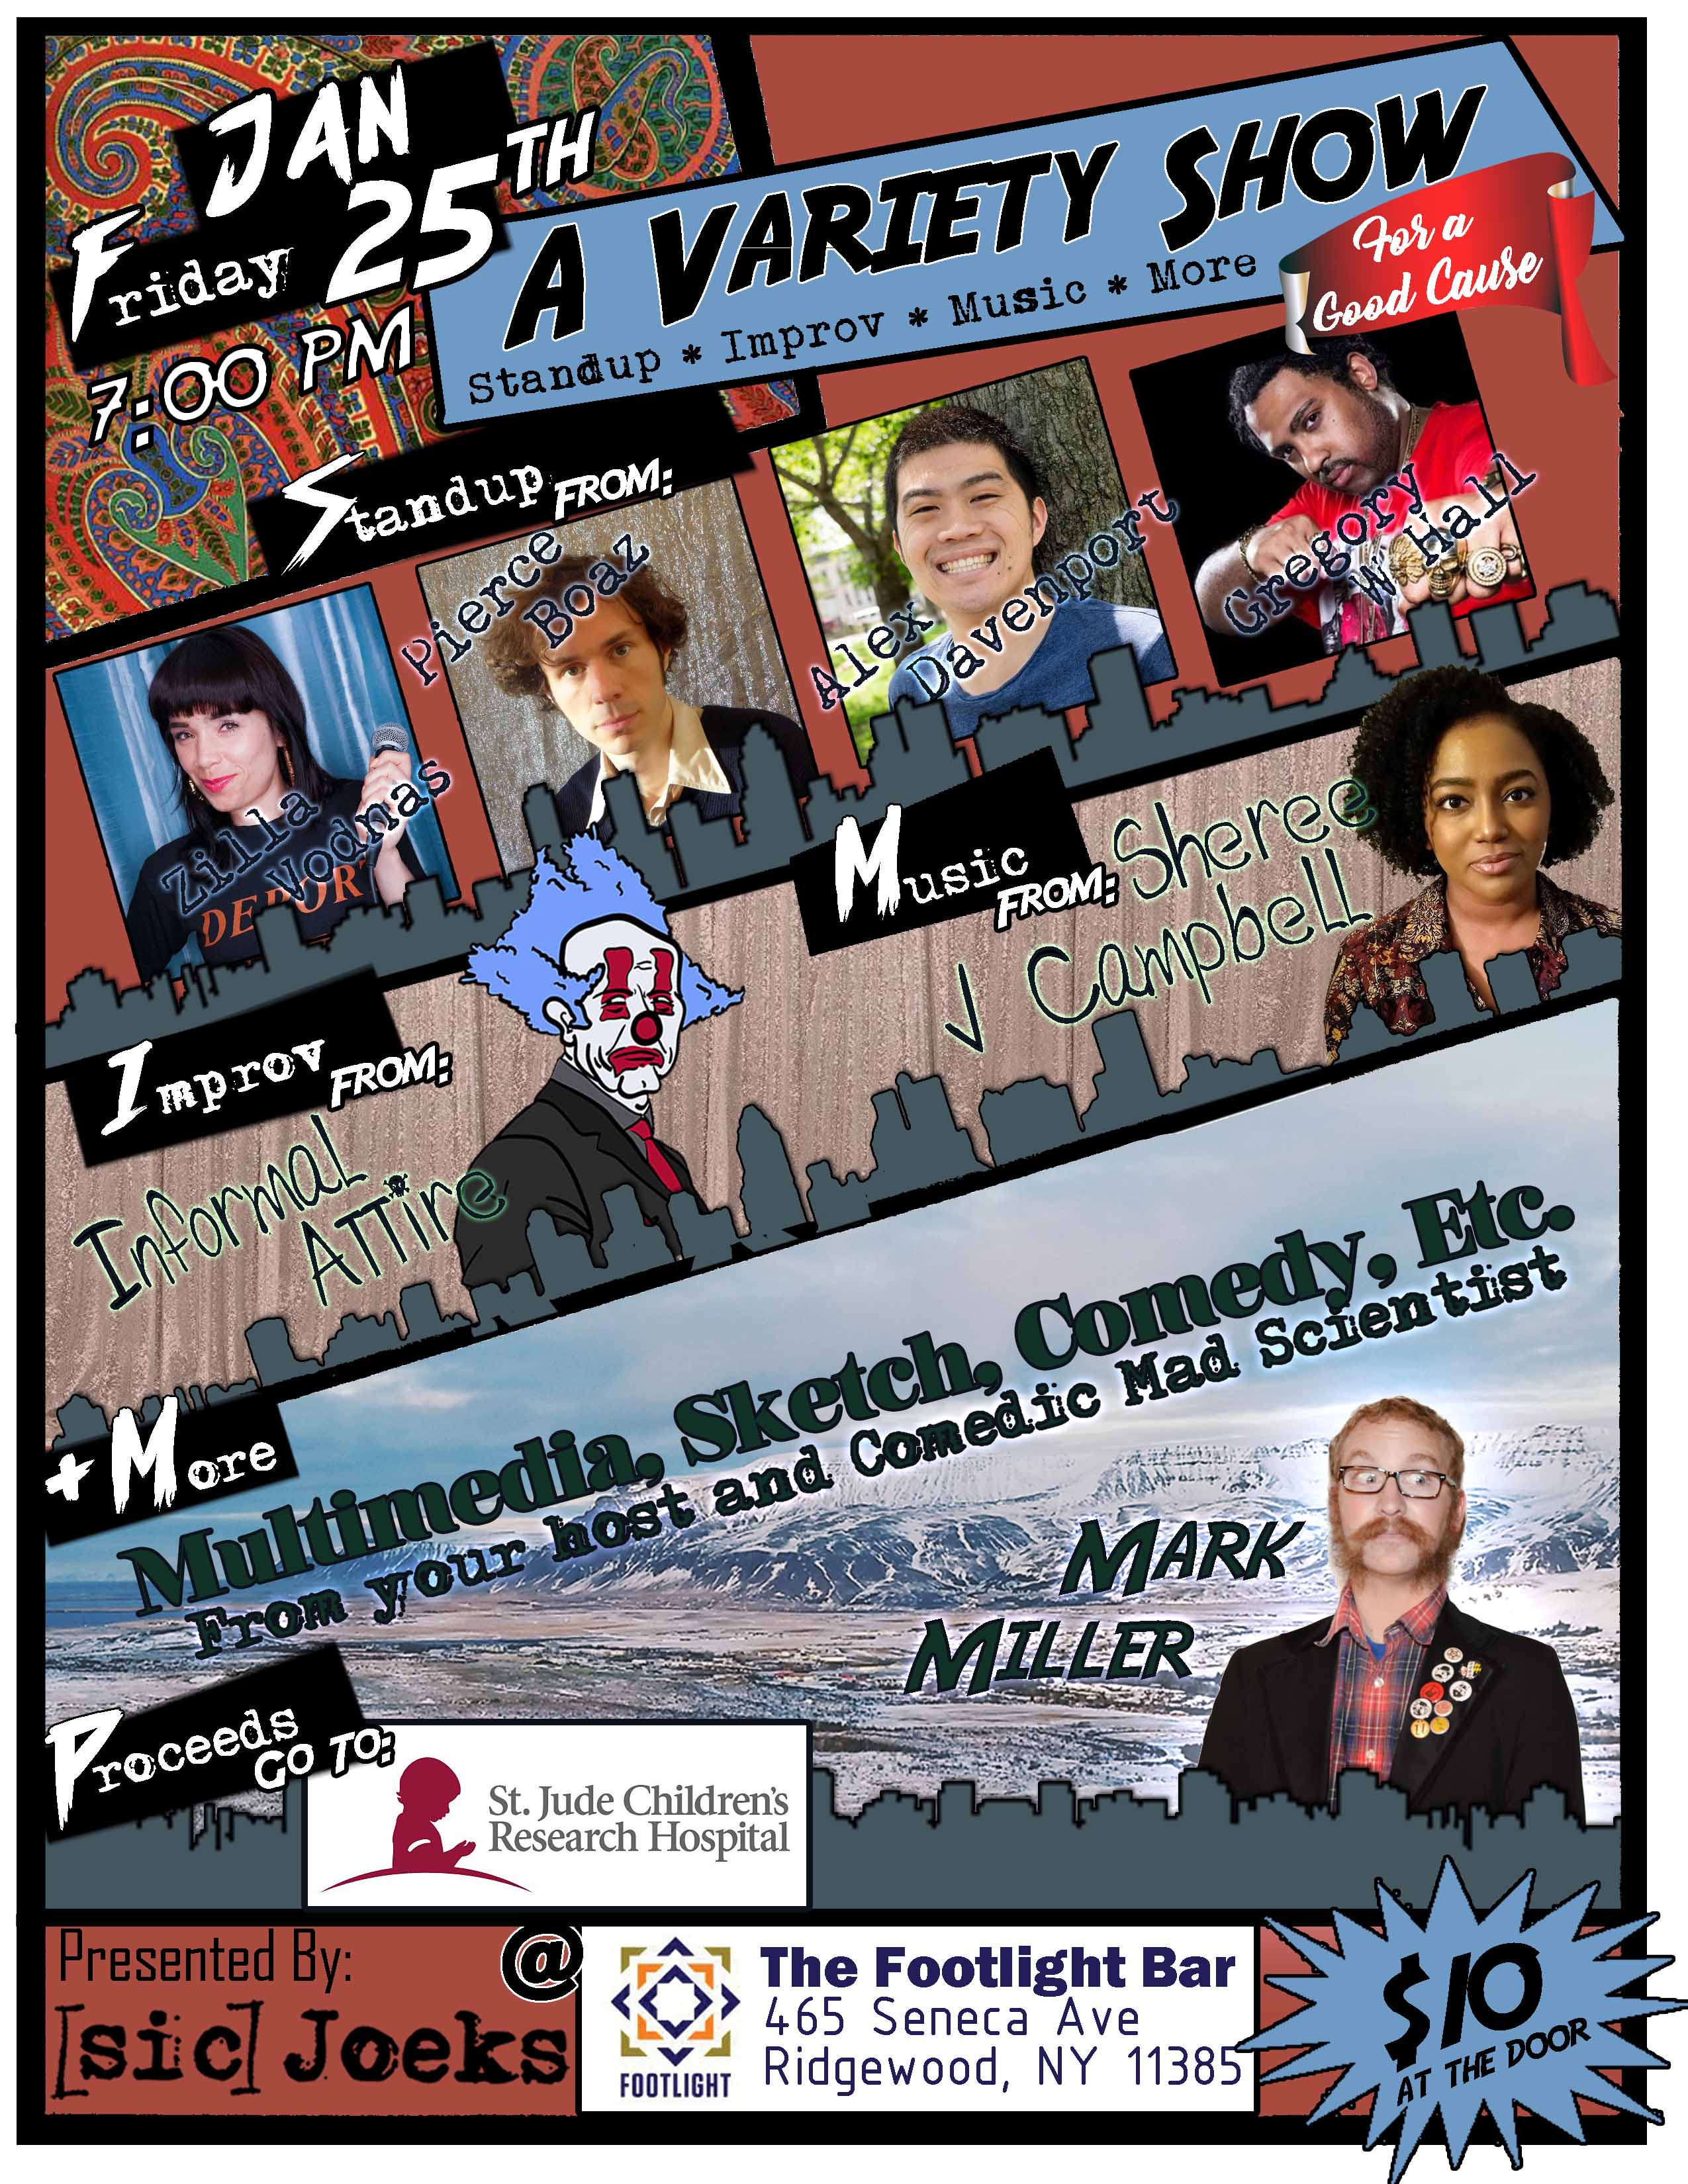 JAN
Friday 25TH
7:00 PM
A VARIETY SHOW
Standup * Improv * Music * More
For a
Good Cause
Standup FROM:
Zilla
Vodnas
Pierce
Boaz
Alex
Davenport
Gregory
W Hall
Music
FROM:
Sheree
J Campbell
Improv FROM:
Informal
ATTire
+ More
Multimedia, Sketch, Comedy, Etc.
From your host and Comedic Mad Scientist
MARK
MILLER
Proceeds
GO TO:
St. Jude Children's
Research Hospital
Presented By:
[sic] Joeks
@
FOOTLIGHT
The Footlight Bar
465 Seneca Ave
Ridgewood, NY 11385
$10
AT THE DOOR